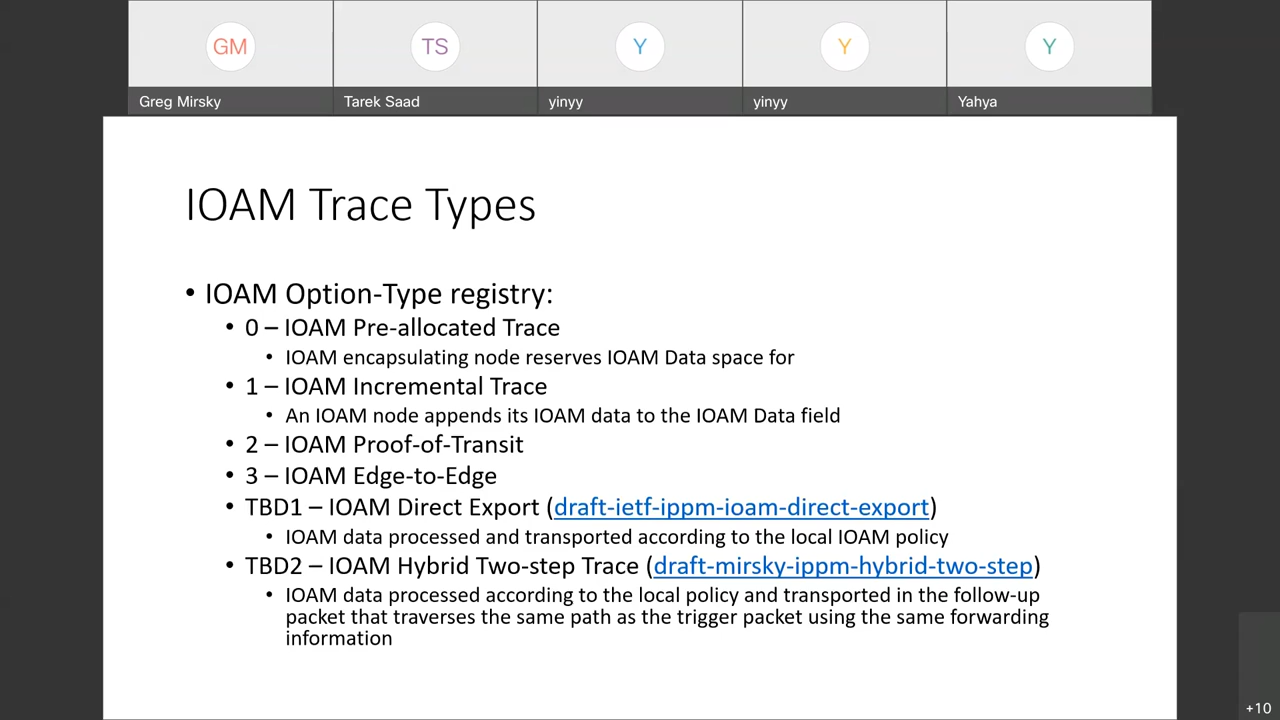 GM
TS
Y
Y
Y
Greg Mirsky
Tarek Saad
yinyy
yinyy
Yahya
IOAM Trace Types
• IOAM Option-Type registry:
• 0 – IOAM Pre-allocated Trace
• IOAM encapsulating node reserves IOAM Data space for
• 1 – IOAM Incremental Trace
• An IOAM node appends its IOAM data to the IOAM Data field
• 2 – IOAM Proof-of-Transit
• 3 – IOAM Edge-to-Edge
• TBD1 – IOAM Direct Export (draft-ietf-ippm-ioam-direct-export)
• IOAM data processed and transported according to the local IOAM policy
• TBD2 – IOAM Hybrid Two-step Trace (draft-mirsky-ippm-hybrid-two-step)
• IOAM data processed according to the local policy and transported in the follow-up
packet that traverses the same path as the trigger packet using the same forwarding
information
+10